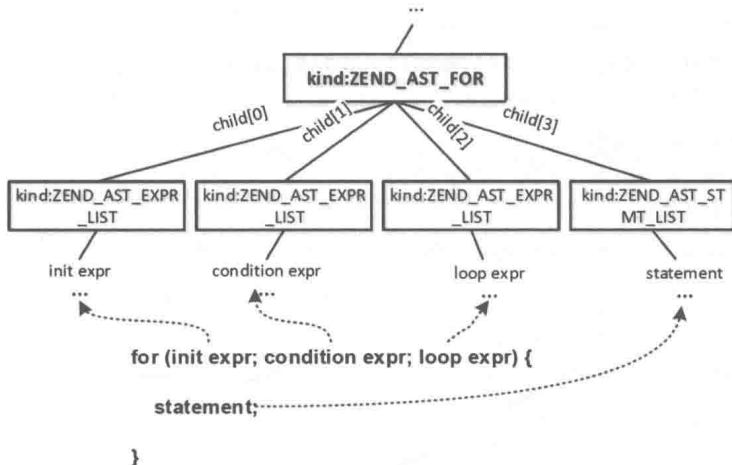 ...
kind:ZEND_AST_FOR
child[0]
child[1]
child[2]
child[3]
kind:ZEND_AST_EXPR
_LIST
kind:ZEND_AST_EXPR
_LIST
kind:ZEND_AST_EXPR
_LIST
kind:ZEND_AST_ST
MT_LIST
init expr
...
condition expr
...
loop expr
...
statement
...
for (init expr; condition expr; loop expr) {
statement;
}